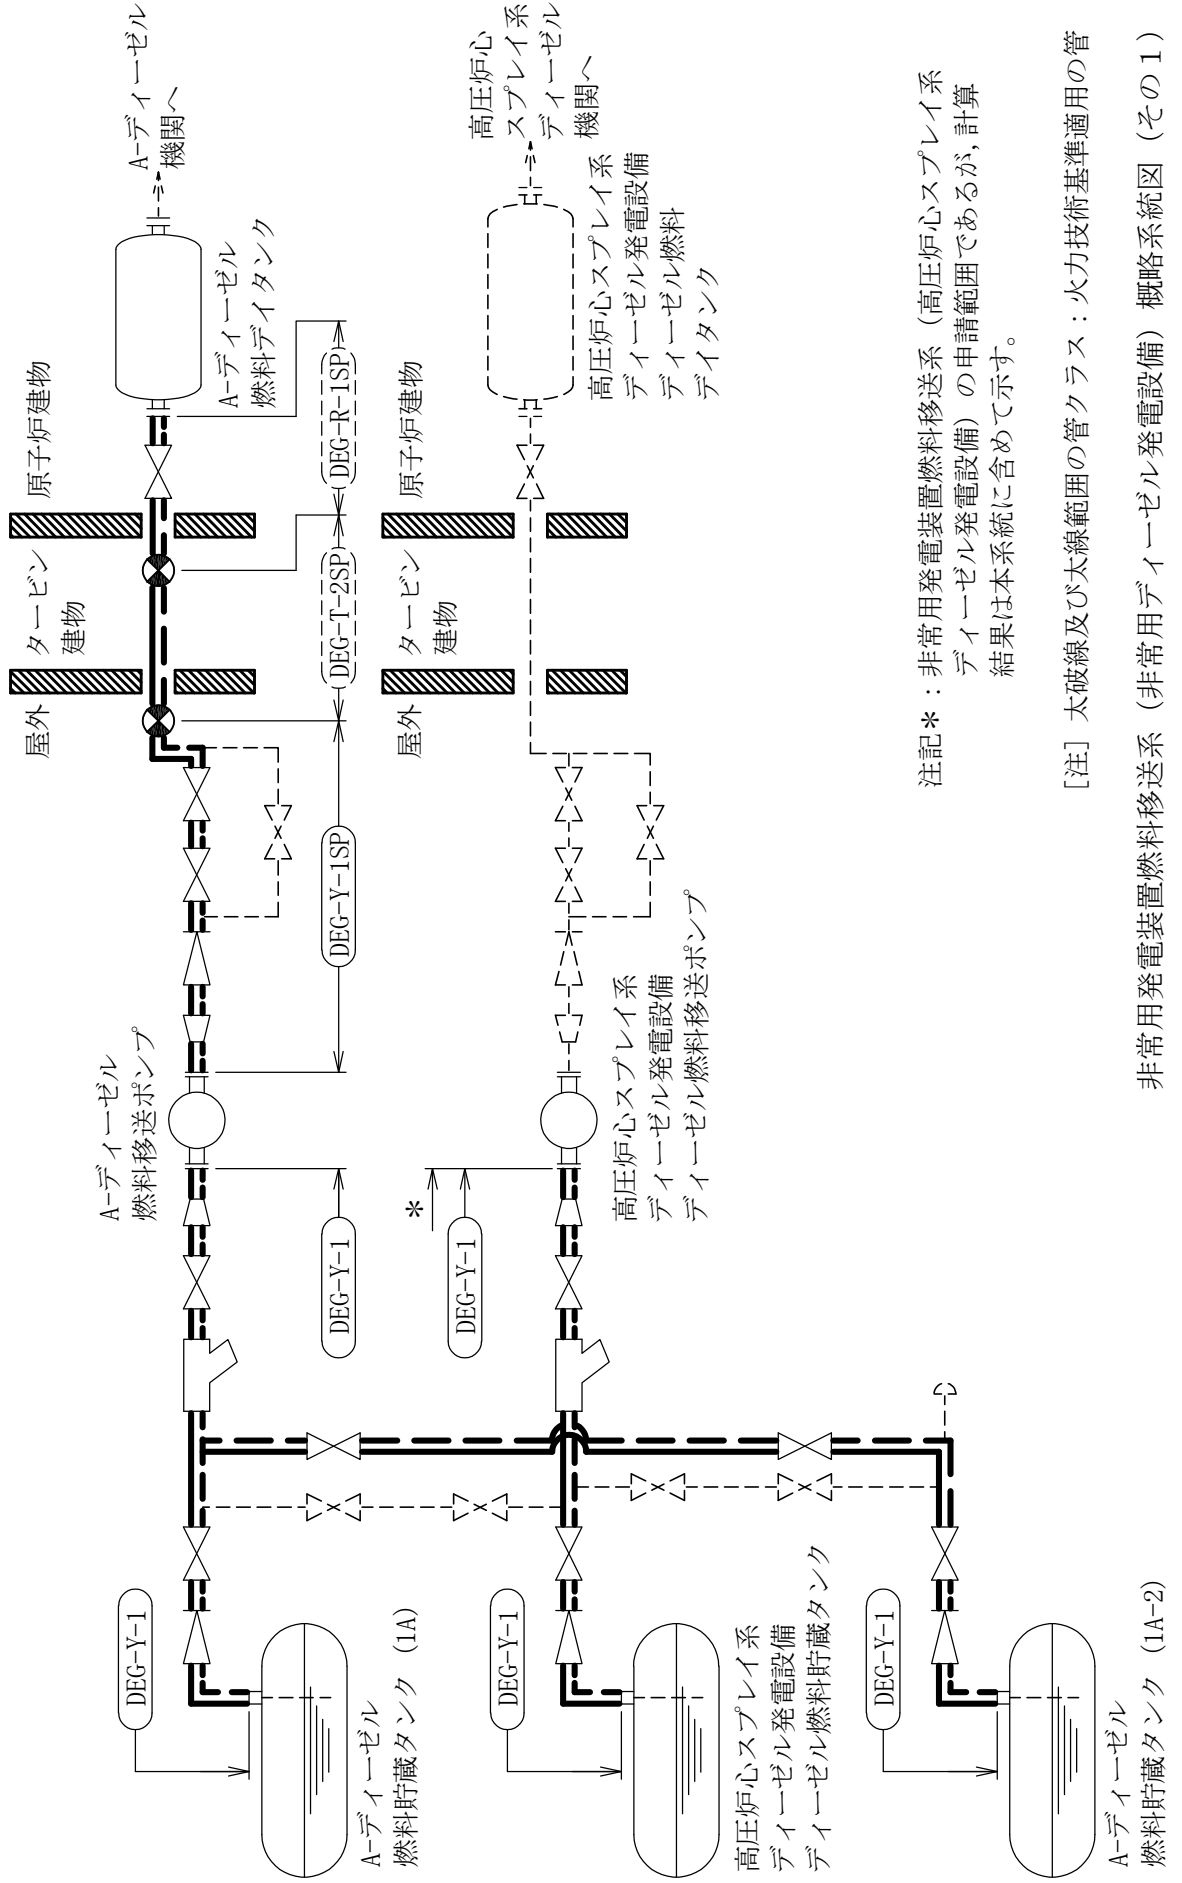 A-ディーゼル
機関へ
A-ディーゼル
燃料デイタンク
原子炉建物
タービン
建物
屋外
DEG-R-1SP
DEG-T-2SP
DEG-Y-1SP
A-ディーゼル
燃料移送ポンプ
DEG-Y-1
DEG-Y-1
A-ディーゼル
燃料貯蔵タンク (1A)
高圧炉心
スプレイ系
ディーゼル
機関へ
高圧炉心スプレイ系
ディーゼル発電設備
ディーゼル燃料
デイタンク
原子炉建物
タービン
建物
屋外
高圧炉心スプレイ系
ディーゼル発電設備
ディーゼル燃料移送ポンプ
*
DEG-Y-1
DEG-Y-1
高圧炉心スプレイ系
ディーゼル発電設備
ディーゼル燃料貯蔵タンク
DEG-Y-1
A-ディーゼル
燃料貯蔵タンク (1A-2)
注記*：非常用発電装置燃料移送系（高圧炉心スプレイ系
ディーゼル発電設備）の申請範囲であるが，計算
結果は本系統に含めて示す。
[注] 太破線及び太線範囲の管クラス：火力技術基準適用の管
非常用発電装置燃料移送系（非常用ディーゼル発電設備）概略系統図（その１）